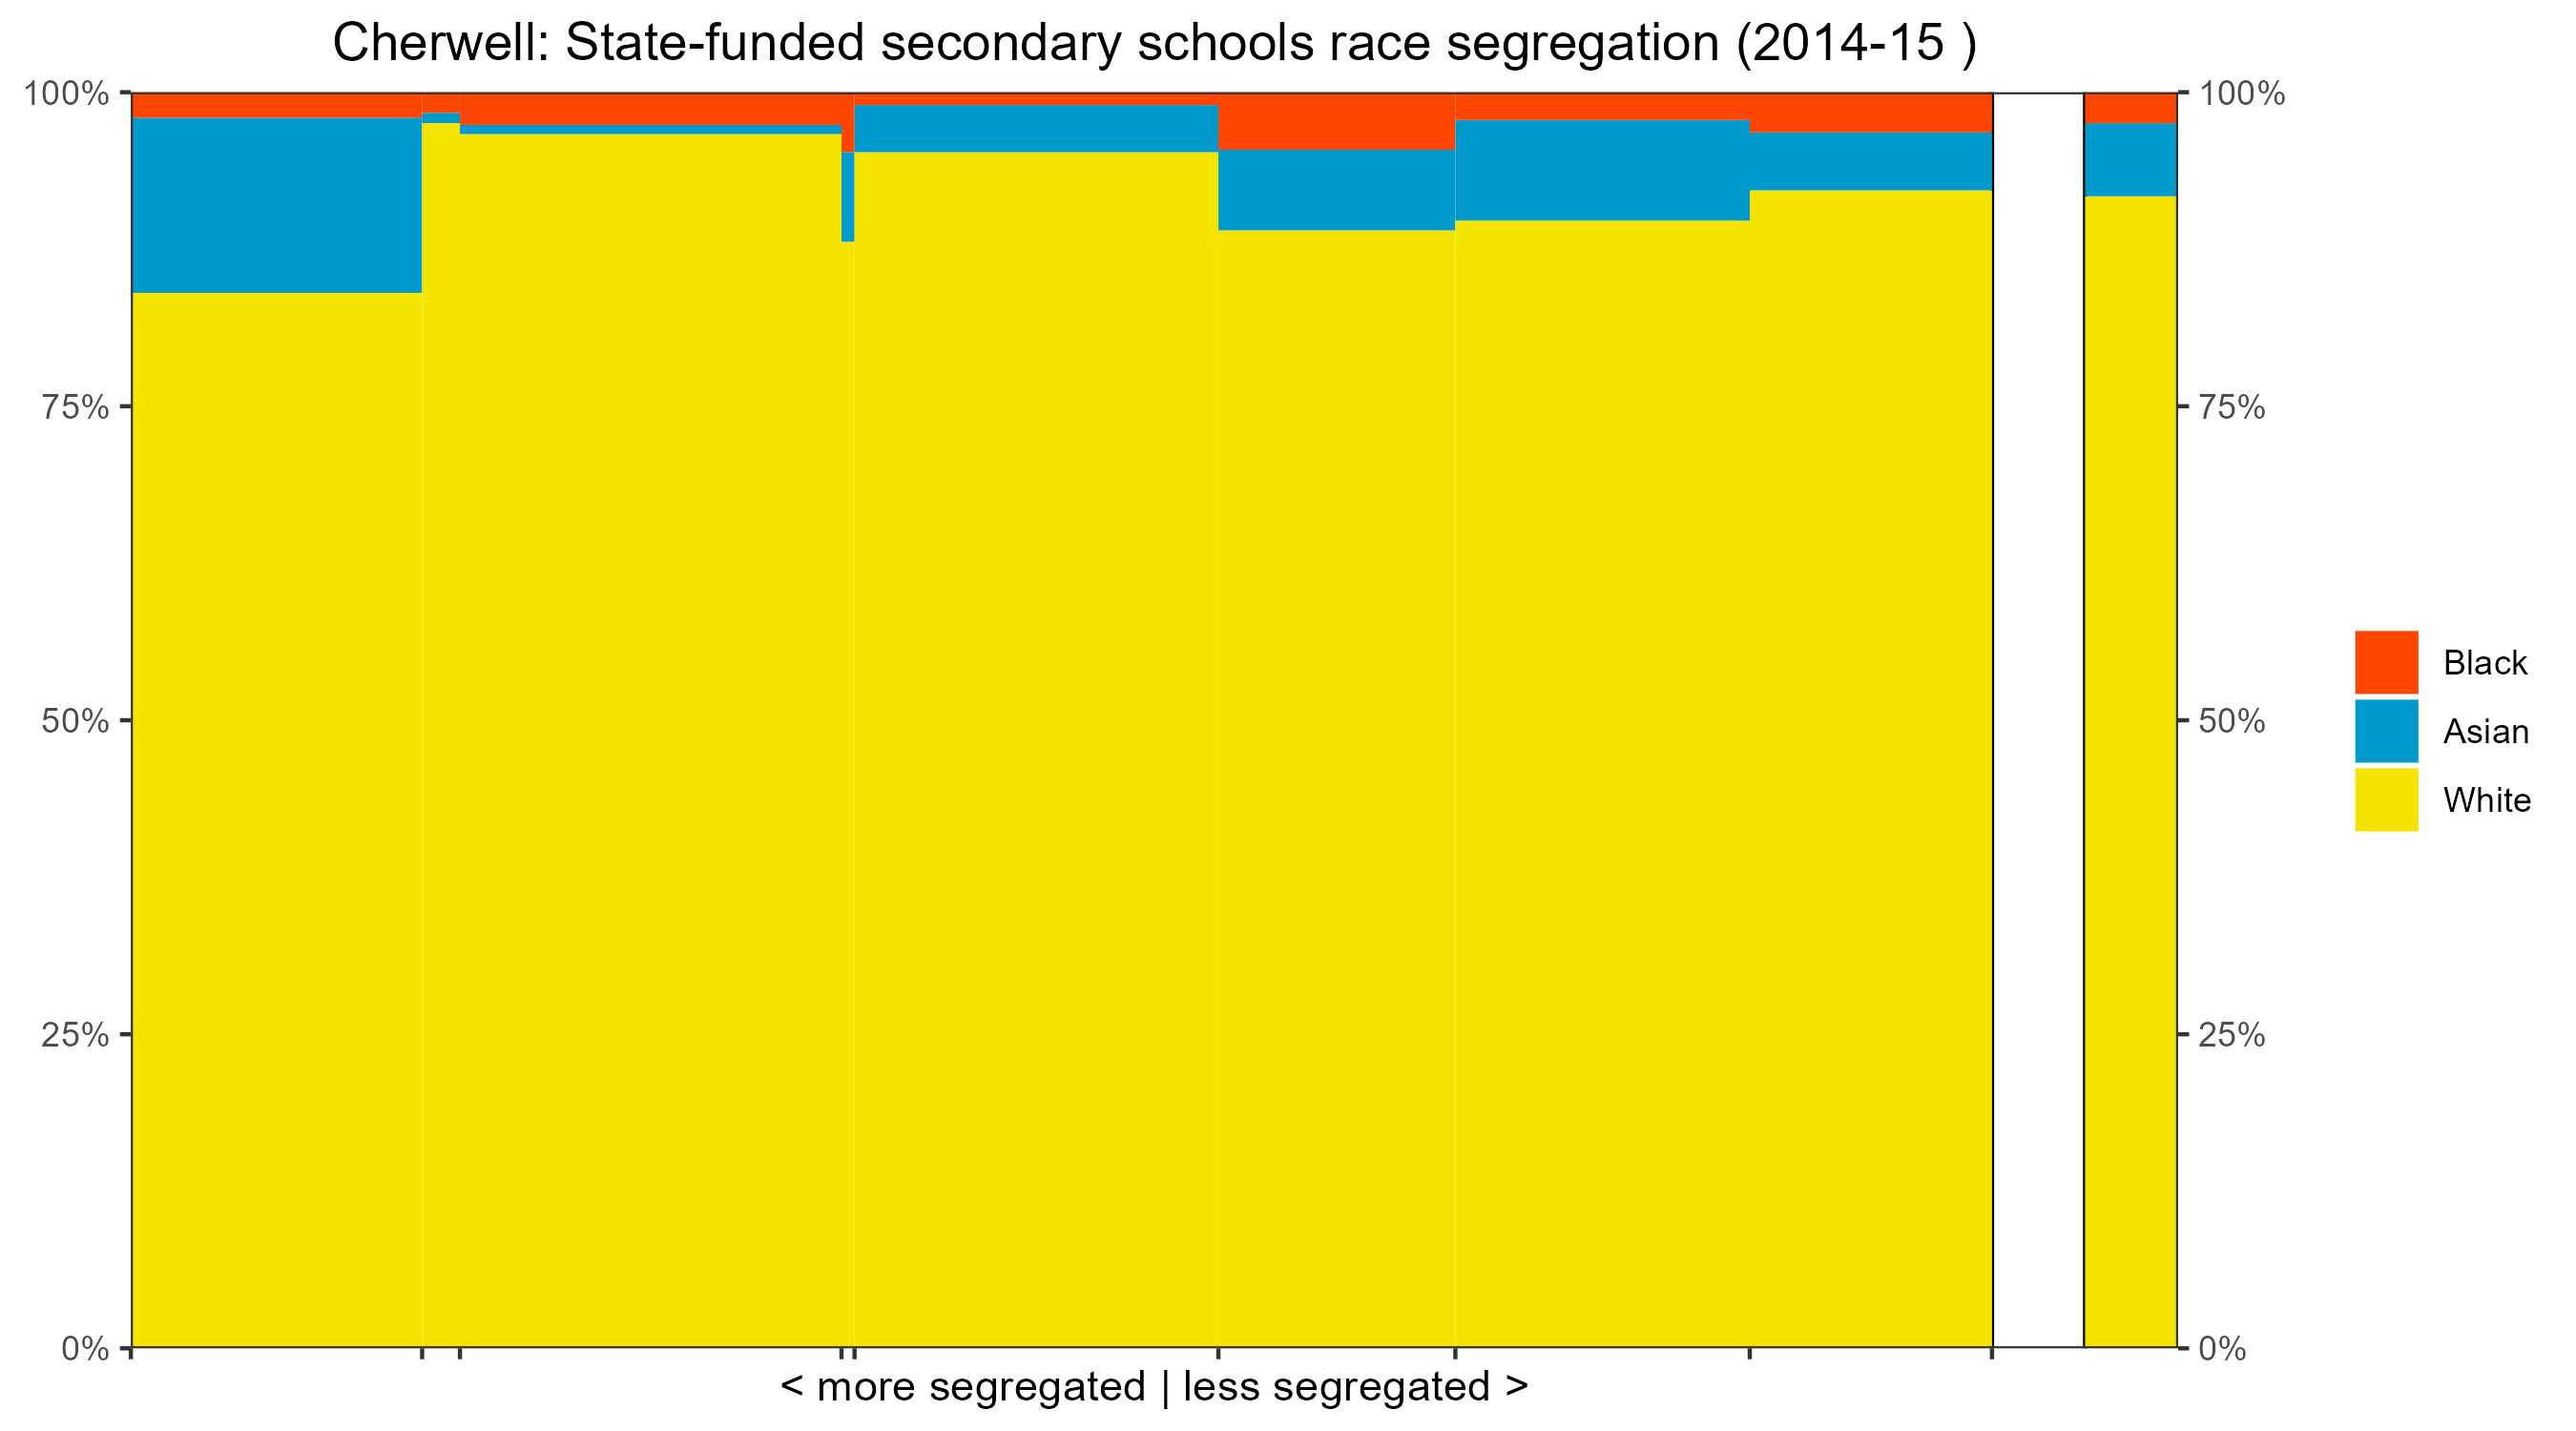 Cherwell: State-funded secondary schools race segregation (2014-15 )
100%
75%
50%
25%
0%
100%
75%
50%
25%
0%
Black
Asian
White
< more segregated | less segregated >